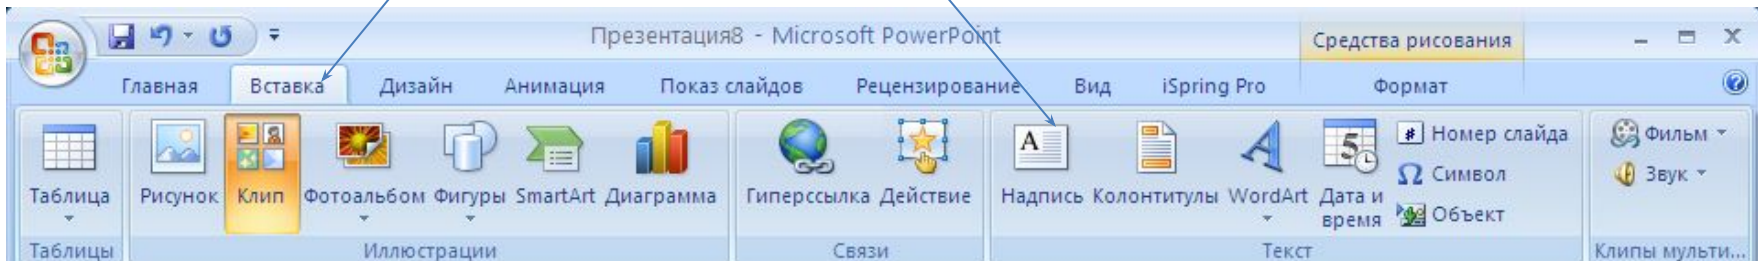 Презентация8 - Microsoft PowerPoint
Средства рисования
Главная Вставка Дизайн Анимация Показ слайдов Рецензирование Вид iSpring Pro Формат
Таблица
Рисунок
Клип
Фотоальбом
Фигуры
SmartArt
Диаграмма
Гиперссылка
Действие
A
Надпись
Колонтитулы
A
WordArt
5
Дата и
время
# Номер слайда
Ω Символ
Объект
Фильм
Звук
Таблицы
Иллюстрации
Связи
Текст
Клипы мульти...